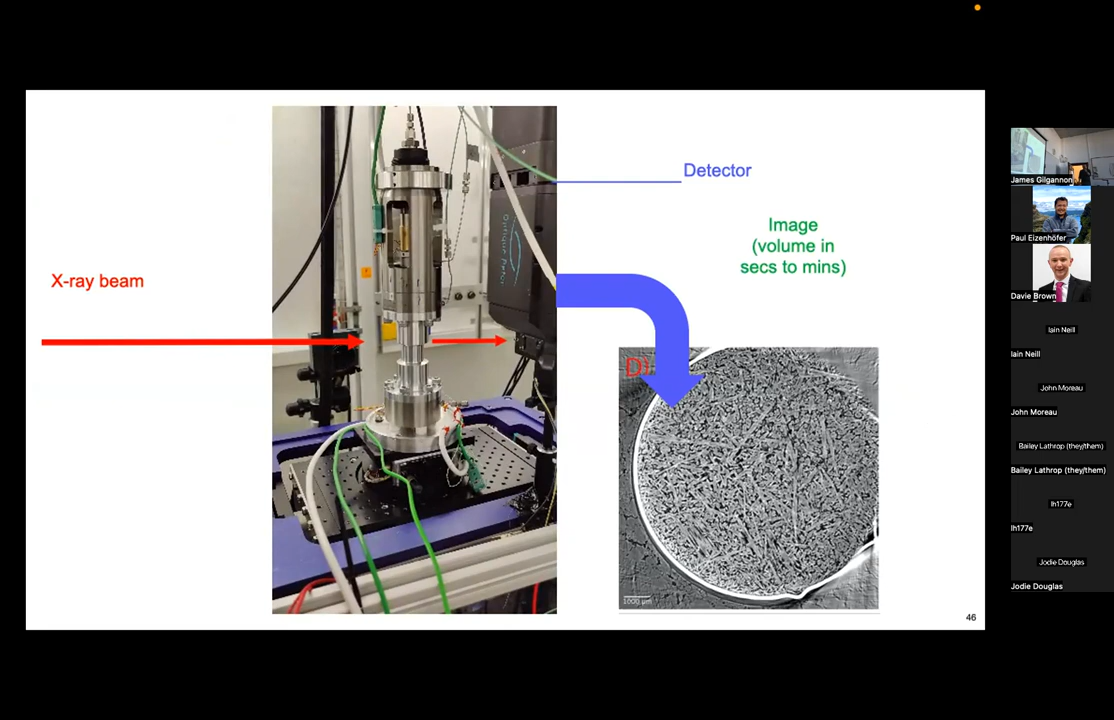 X-ray beam
Detector
Image
(volume in
secs to mins)
D)
1000 µm
46
James Gilgannon
Paul Eizenhöfer
Davie Brown
Iain Neill
Iain Neill
John Moreau
John Moreau
Bailey Lathrop (they/them)
Bailey Lathrop (they/them)
lh177e
lh177e
Jodie Douglas
Jodie Douglas